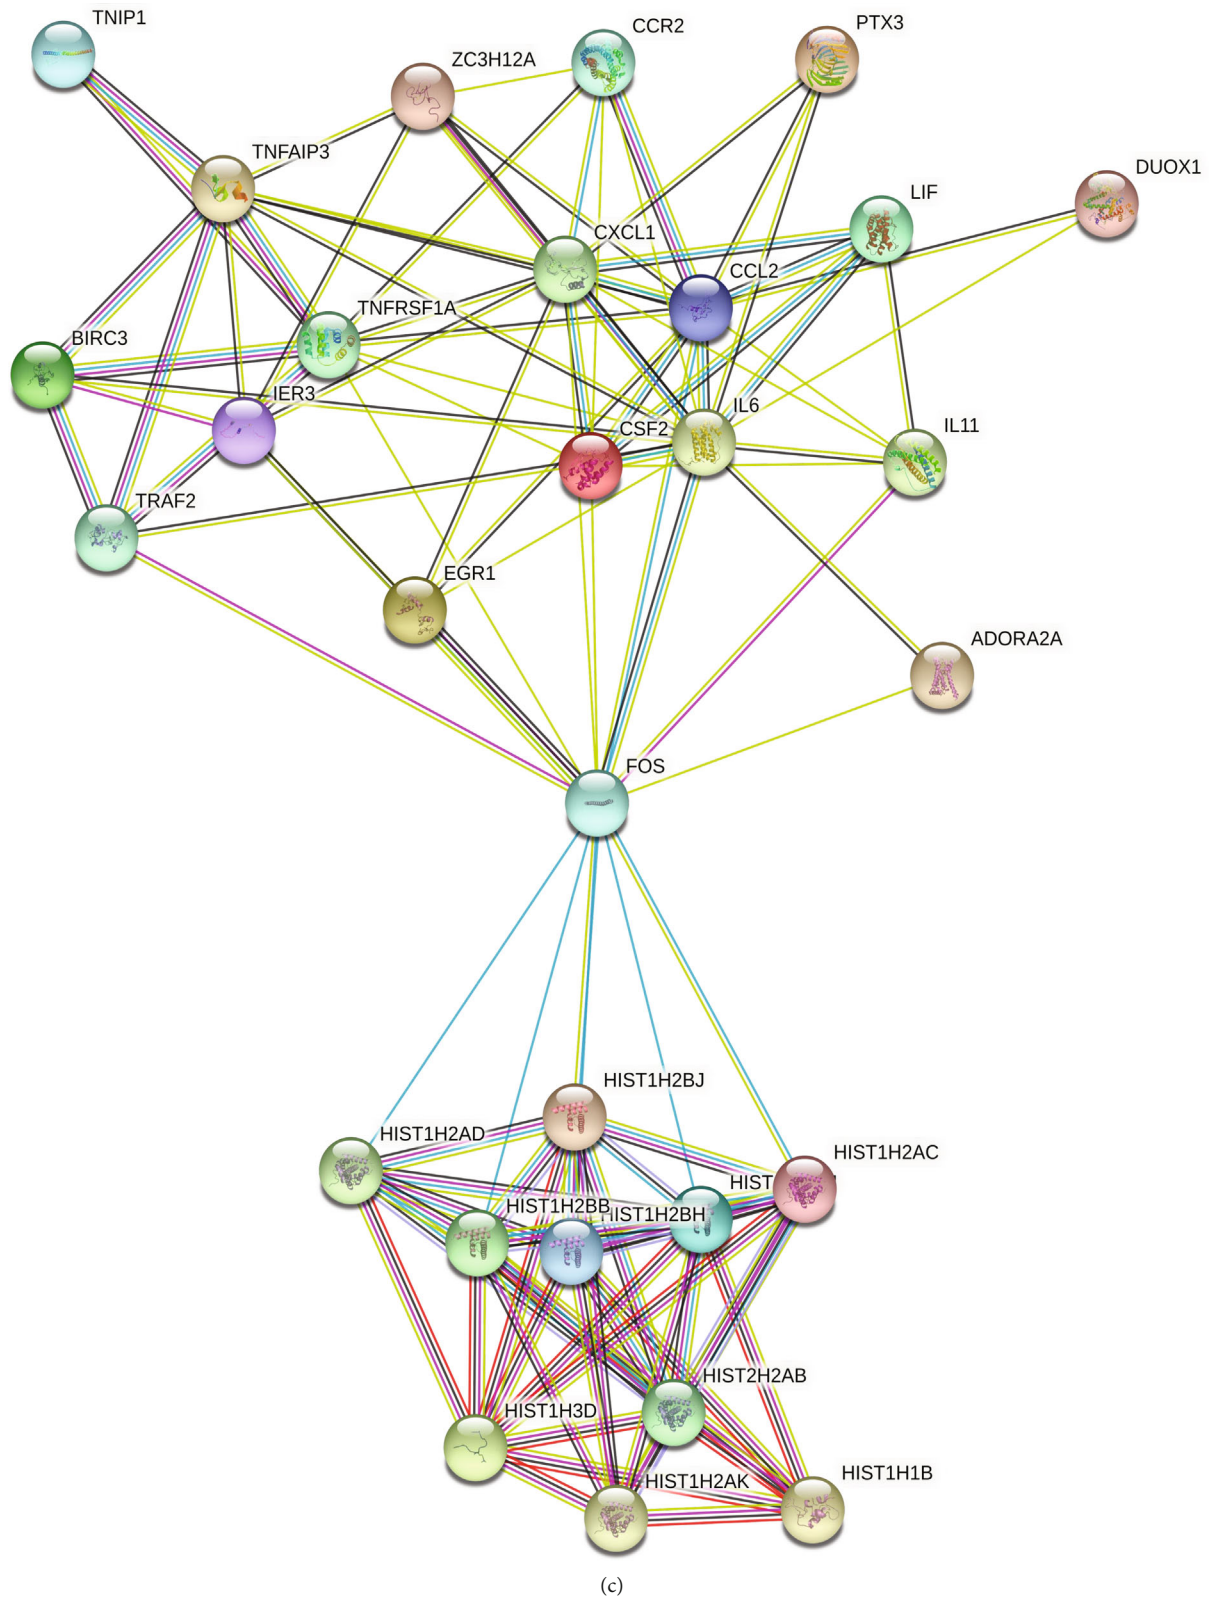 TNIP1
CCR2
PTX3
ZC3H12A
TNFAIP3
DUOX1
LIF
CXCL1
CCL2
TNFRSF1A
BIRC3
IER3
IL6
CSF2
IL11
TRAF2
EGR1
ADORA2A
FOS
HIST1H2BJ
HIST1H2AD
HIST1H2AC
HIST
HIST1H2BB
HIST1H2BH
HIST2H2AB
HIST1H3D
HIST1H1B
HIST1H2AK
(c)